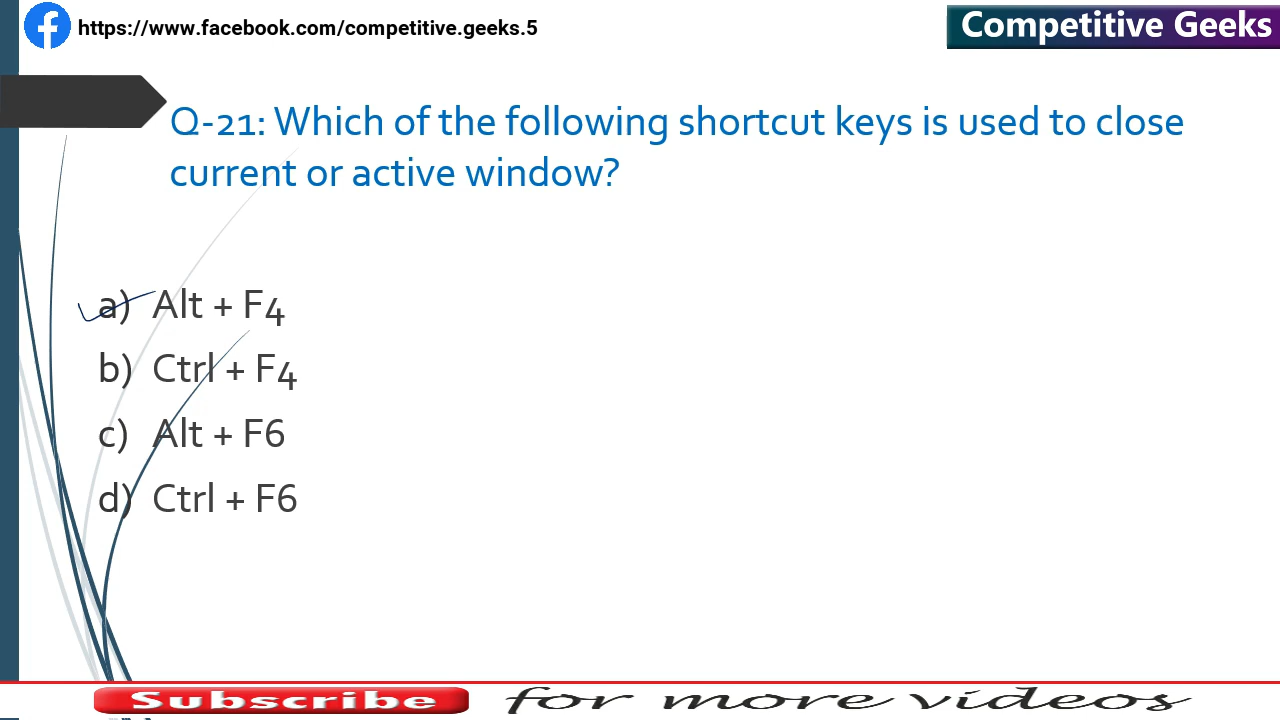 https://www.facebook.com/competitive.geeks.5
Competitive Geeks
Q-21: Which of the following shortcut keys is used to close
current or active window?
a) Alt + F4
b) Ctrl + F4
c) Alt + F6
d) Ctrl + F6
Subscribe for more videos